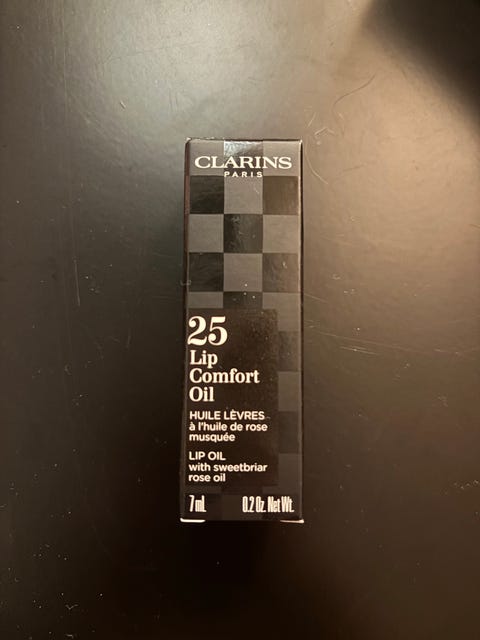 CLARINS
PARIS
25
Lip
Comfort
Oil
HUILE LÈVRES
à l'huile de rose
musquée
LIP OIL
with sweetbriar
rose oil
7 mL 0.2 Oz. Net Wt.